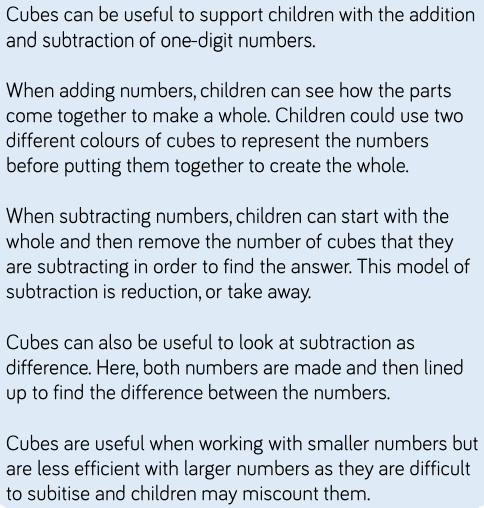 Cubes can be useful to support children with the addition
and subtraction of one-digit numbers.
When adding numbers, children can see how the parts
come together to make a whole. Children could use two
different colours of cubes to represent the numbers
before putting them together to create the whole.
When subtracting numbers, children can start with the
whole and then remove the number of cubes that they
are subtracting in order to find the answer. This model of
subtraction is reduction, or take away.
Cubes can also be useful to look at subtraction as
difference. Here, both numbers are made and then lined
up to find the difference between the numbers.
Cubes are useful when working with smaller numbers but
are less efficient with larger numbers as they are difficult
to subitise and children may miscount them.